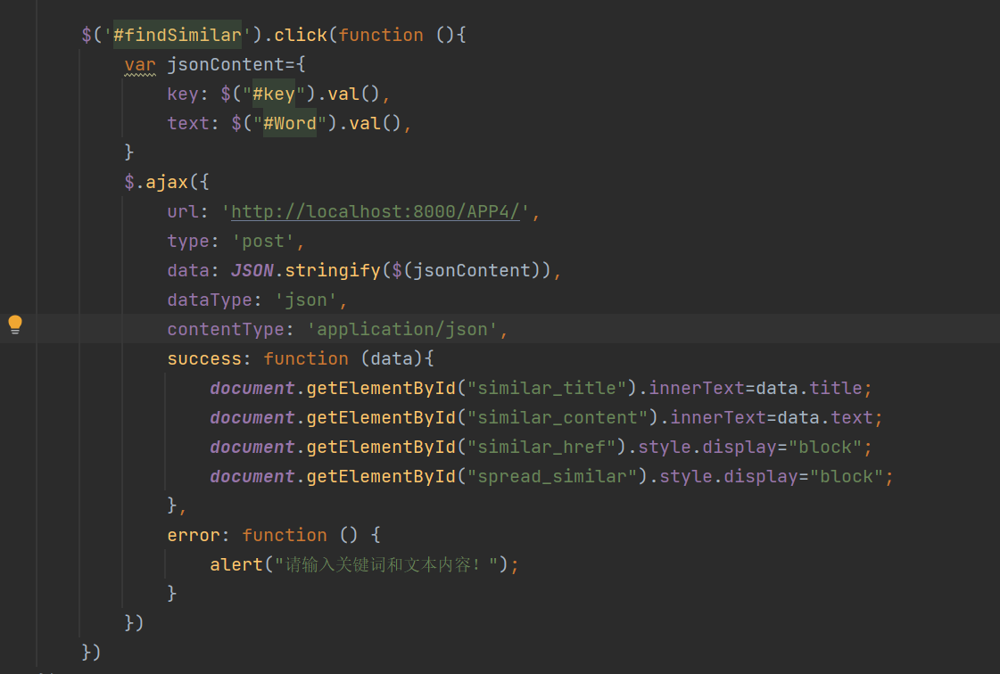 $('#findSimilar').click(function (){
    var jsonContent={
        key: $("#key").val(),
        text: $("#Word").val(),
    }
    $.ajax({
        url: 'http://localhost:8000/APP4/',
        type: 'post',
        data: JSON.stringify($(jsonContent)),
        dataType: 'json',
        contentType: 'application/json',
        success: function (data){
            document.getElementById("similar_title").innerText=data.title;
            document.getElementById("similar_content").innerText=data.text;
            document.getElementById("similar_href").style.display="block";
            document.getElementById("spread_similar").style.display="block";
        },
        error: function () {
            alert("请输入关键词和文本内容！");
        }
    })
})